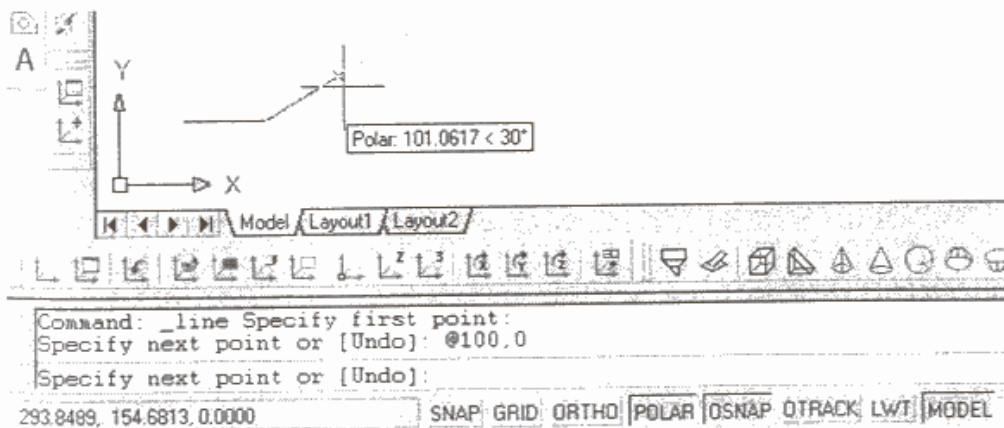 A
Y
Polar: 101.0617 < 30°
X
Model Layout1 Layout2
Command: _line Specify first point:
Specify next point or [Undo]: @100,0
Specify next point or [Undo]:
293.8489, 154.6813, 0.0000 SNAP GRID ORTHO POLAR OSNAP OTRACK LWT MODEL